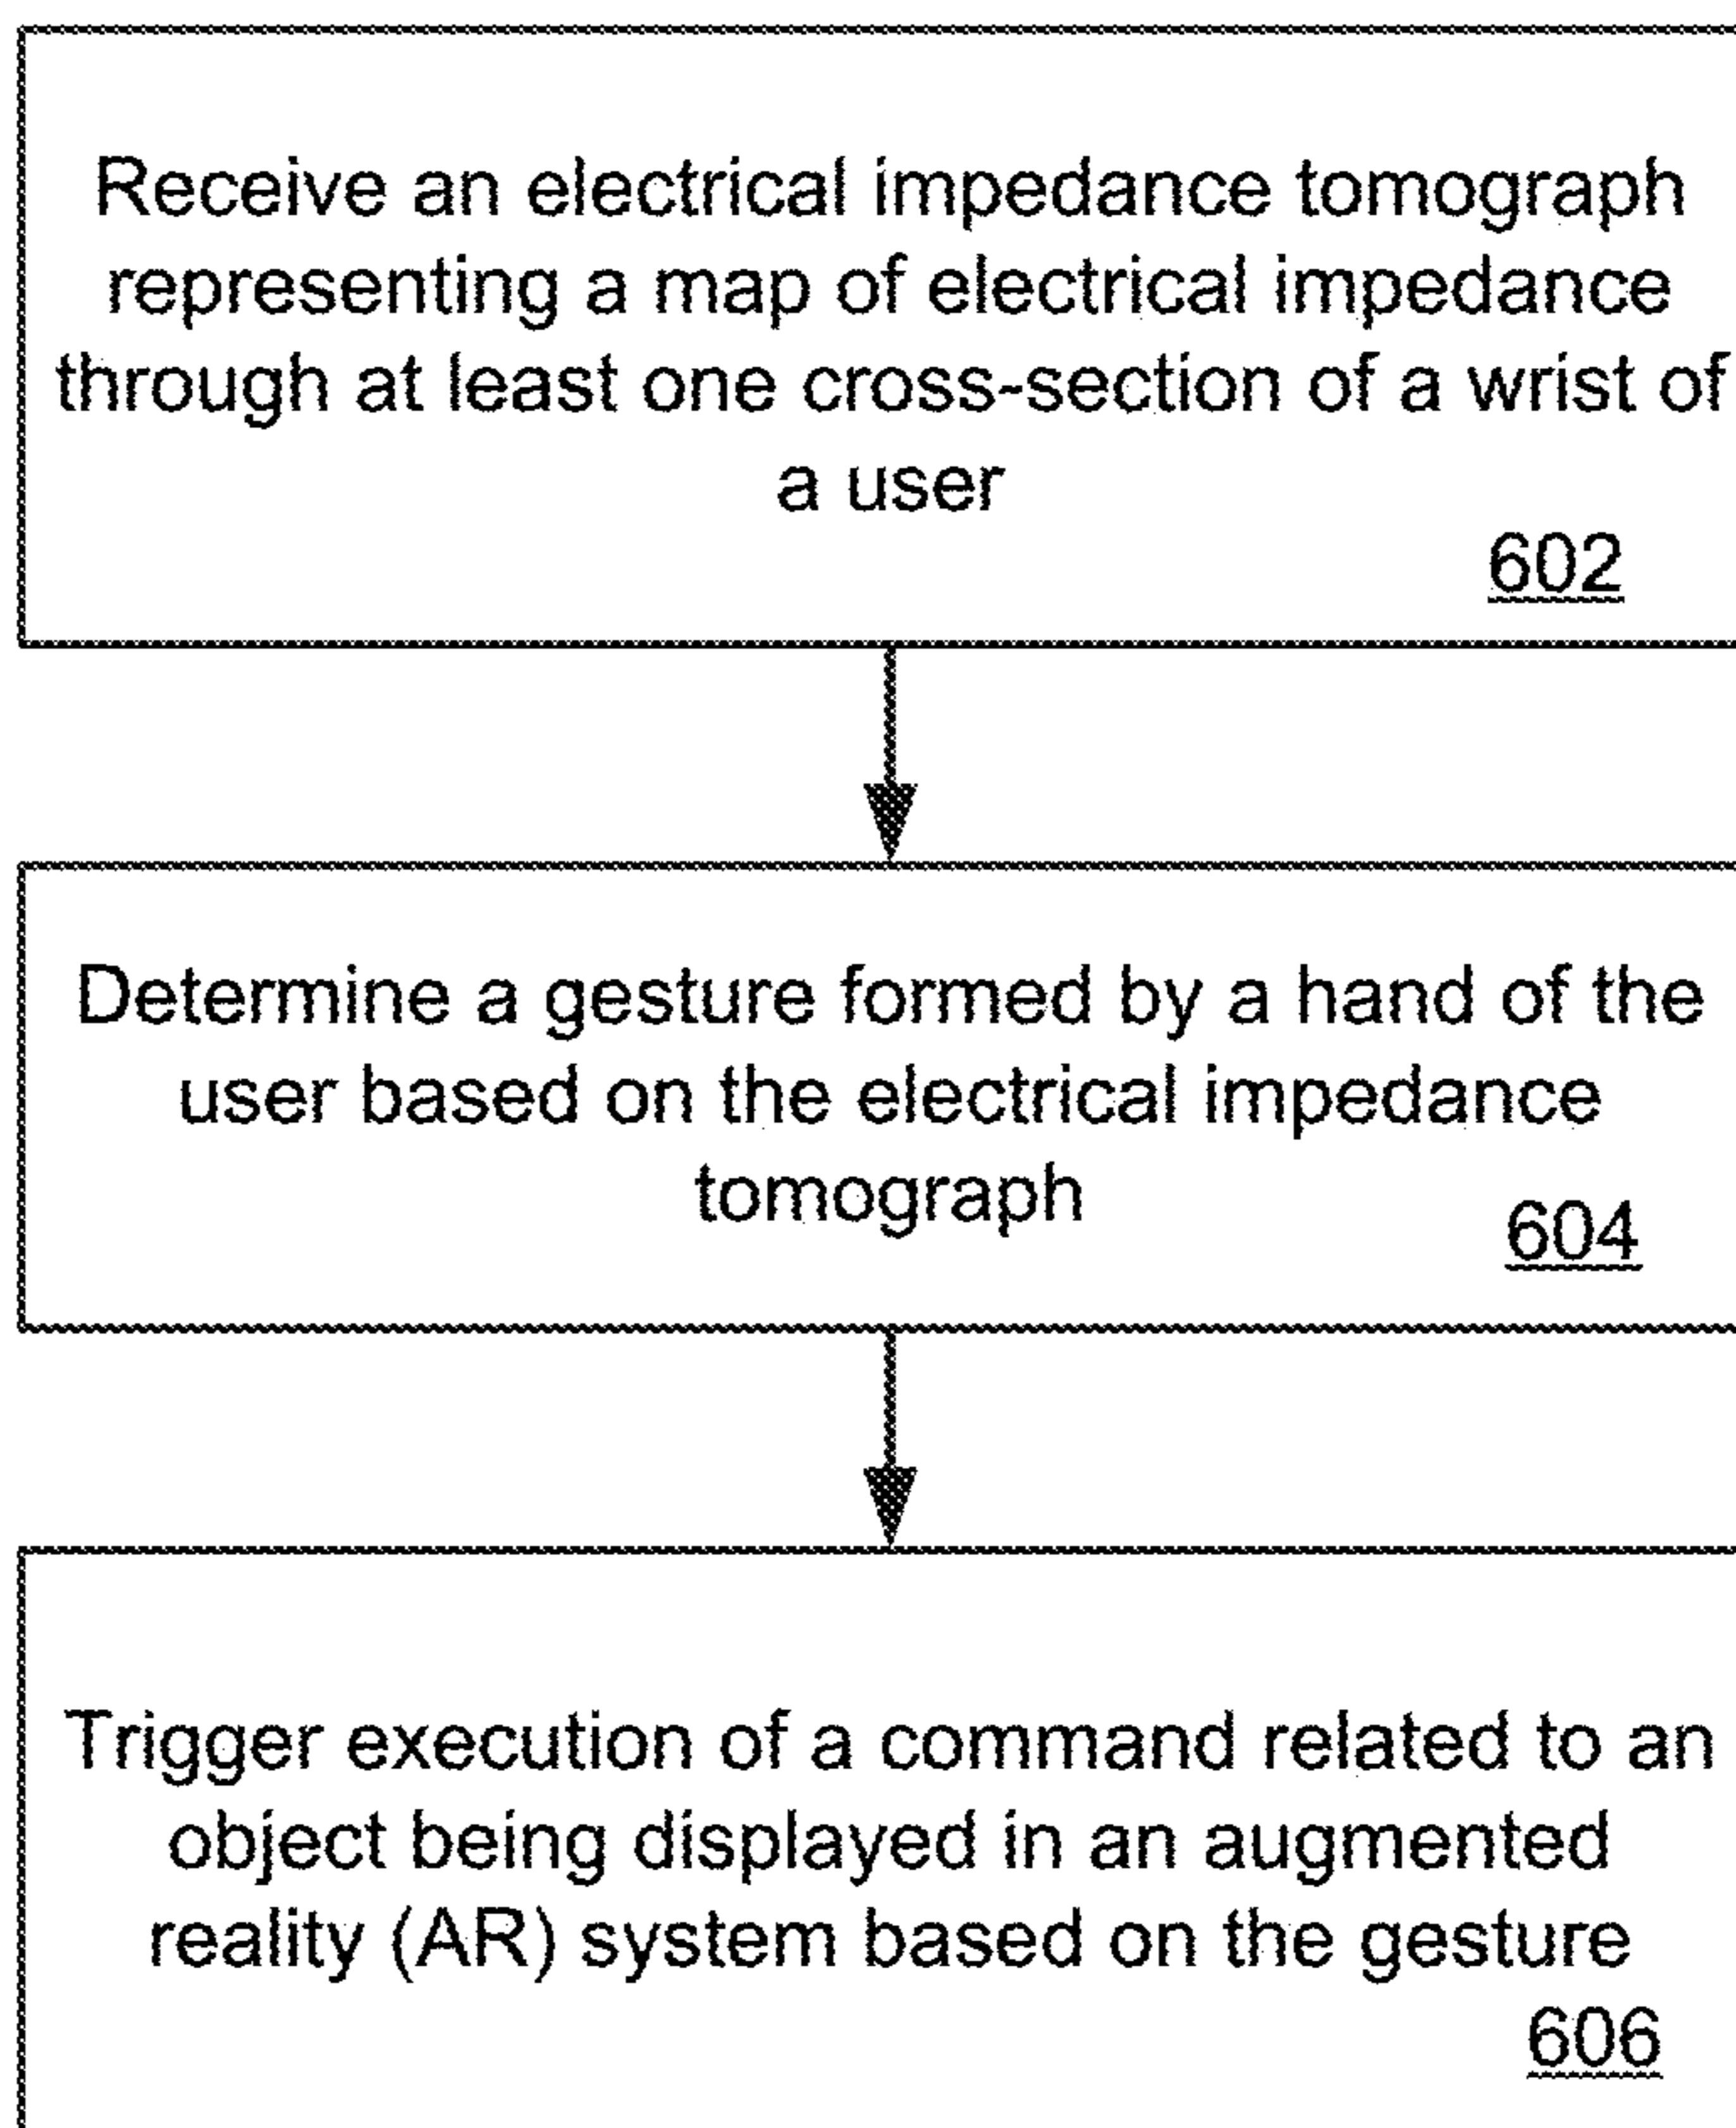 Receive an electrical impedance tomograph
representing a map of electrical impedance
through at least one cross-section of a wrist of
a user
602
Determine a gesture formed by a hand of the
user based on the electrical impedance
tomograph
604
Trigger execution of a command related to an
object being displayed in an augmented
reality (AR) system based on the gesture
606